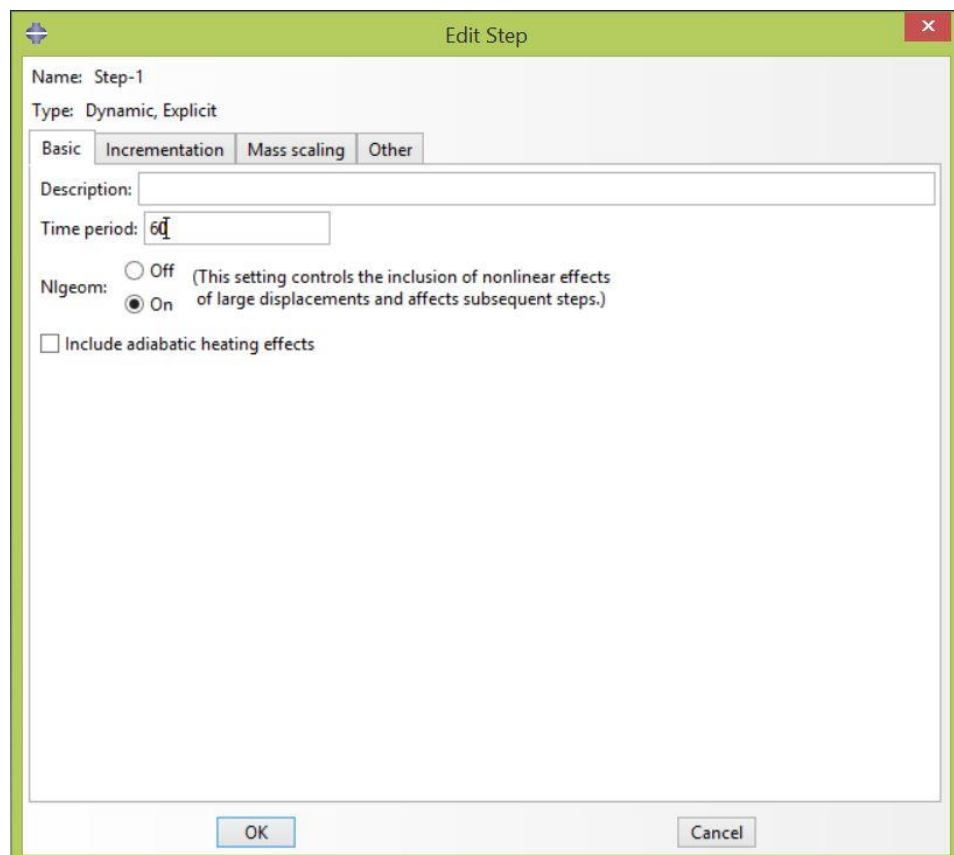 Edit Step
Name: Step-1
Type: Dynamic, Explicit
Basic Incrementation Mass scaling Other
Description:
Time period: 60
Nlgeom:
Off
On
(This setting controls the inclusion of nonlinear effects
of large displacements and affects subsequent steps.)
Include adiabatic heating effects
OK Cancel